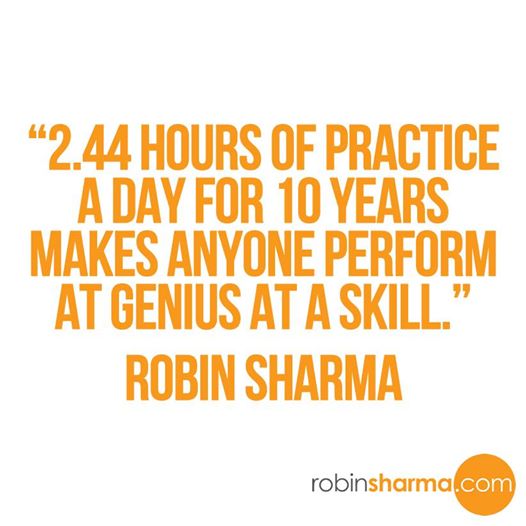 “2.44 HOURS OF PRACTICE
A DAY FOR 10 YEARS
MAKES ANYONE PERFORM
AT GENIUS AT A SKILL.”
ROBIN SHARMA
robinsharma.com